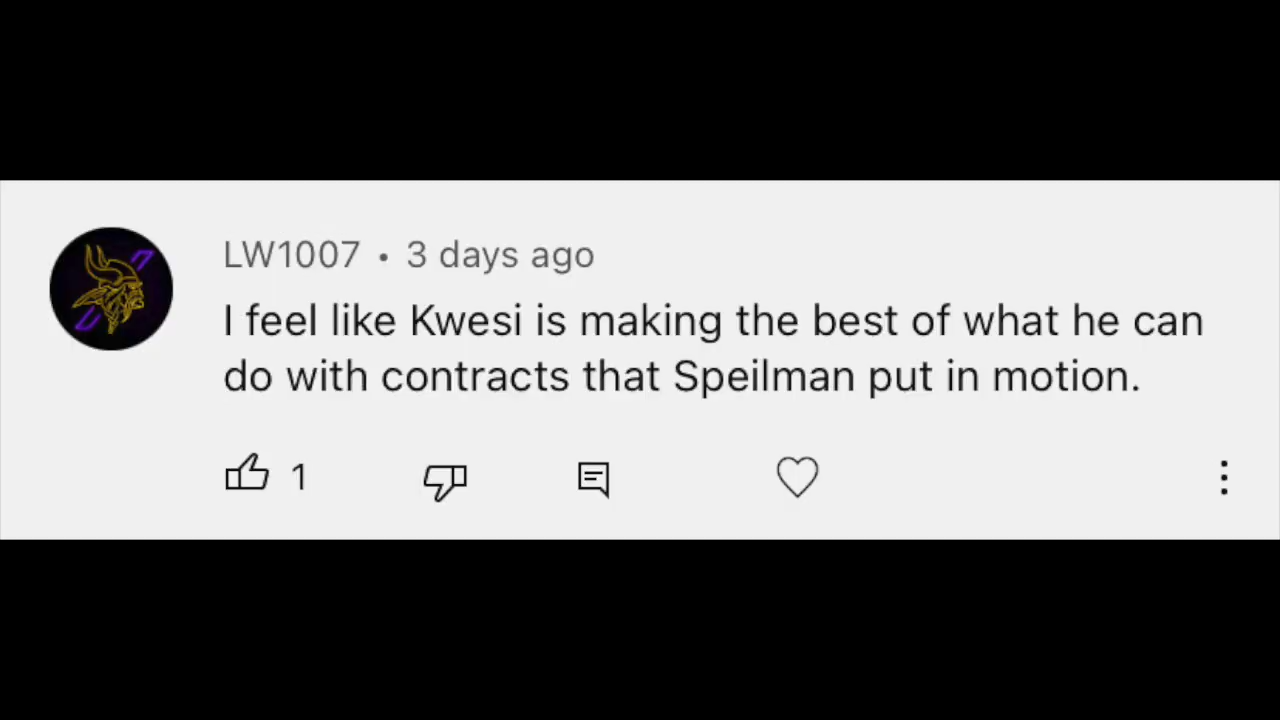 LW1007 • 3 days ago
I feel like Kwesi is making the best of what he can
do with contracts that Speilman put in motion.
1